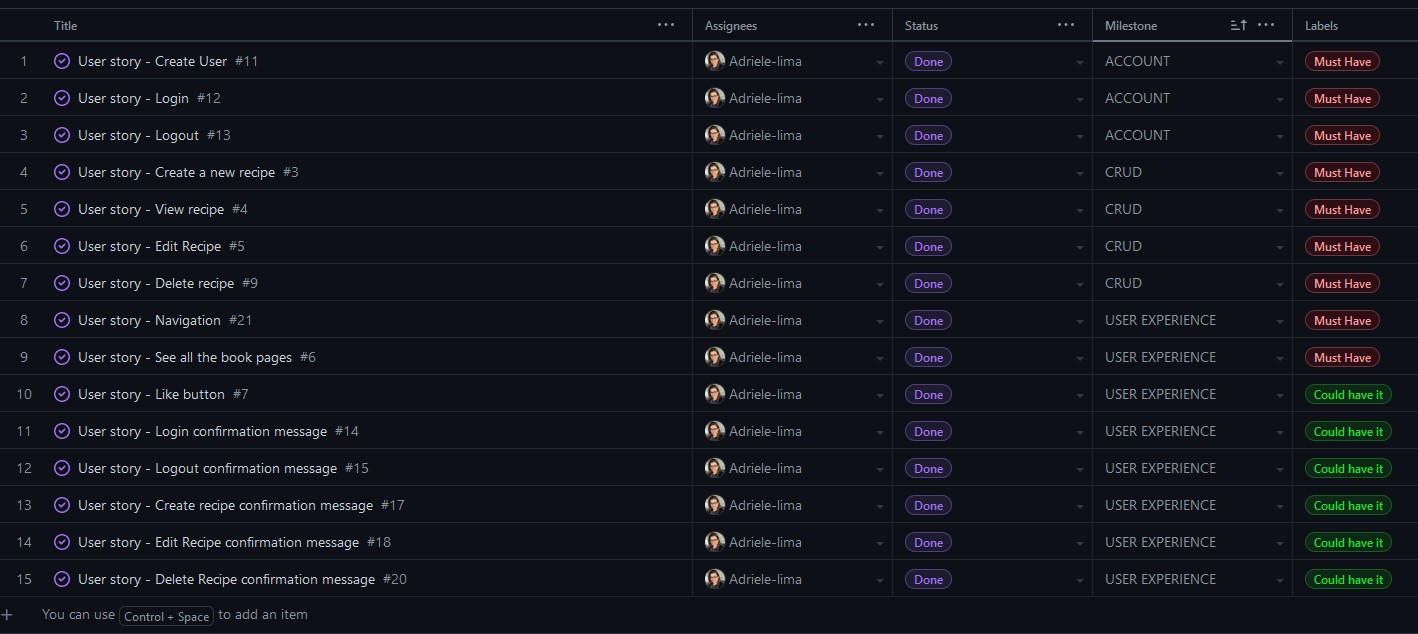 Title ... Assignees ... Status ... Milestone ... Labels
1 User story - Create User #11 Adriele-lima Done ACCOUNT Must Have
2 User story - Login #12 Adriele-lima Done ACCOUNT Must Have
3 User story - Logout #13 Adriele-lima Done ACCOUNT Must Have
4 User story - Create a new recipe #3 Adriele-lima Done CRUD Must Have
5 User story - View recipe #4 Adriele-lima Done CRUD Must Have
6 User story - Edit Recipe #5 Adriele-lima Done CRUD Must Have
7 User story - Delete recipe #9 Adriele-lima Done CRUD Must Have
8 User story - Navigation #21 Adriele-lima Done USER EXPERIENCE Must Have
9 User story - See all the book pages #6 Adriele-lima Done USER EXPERIENCE Must Have
10 User story - Like button #7 Adriele-lima Done USER EXPERIENCE Could have it
11 User story - Login confirmation message #14 Adriele-lima Done USER EXPERIENCE Could have it
12 User story - Logout confirmation message #15 Adriele-lima Done USER EXPERIENCE Could have it
13 User story - Create recipe confirmation message #17 Adriele-lima Done USER EXPERIENCE Could have it
14 User story - Edit Recipe confirmation message #18 Adriele-lima Done USER EXPERIENCE Could have it
15 User story - Delete Recipe confirmation message #20 Adriele-lima Done USER EXPERIENCE Could have it
+ You can use Control + Space to add an item